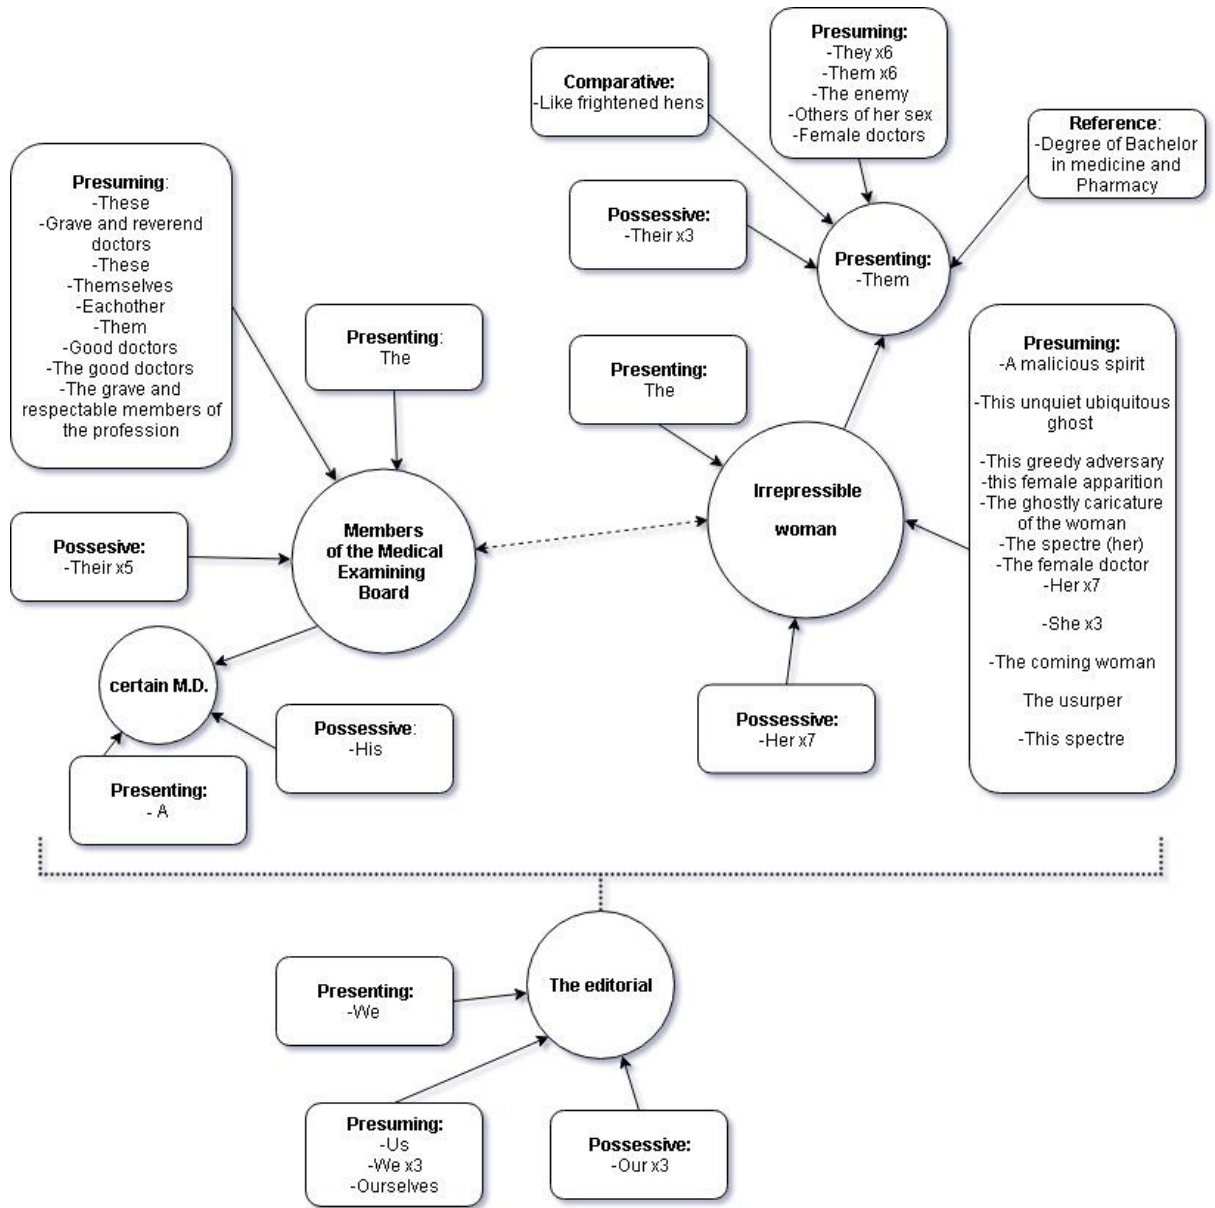 Presuming:
-They x6
-Them x6
-The enemy
-Others of her sex
-Female doctors
Comparative:
-Like frightened hens
Reference:
-Degree of Bachelor
in medicine and
Pharmacy
Presuming:
-These
-Grave and reverend
doctors
-These
-Themselves
-Eachother
-Them
-Good doctors
-The good doctors
-The grave and
respectable members of
the profession
Possessive:
-Their x3
Presenting:
-Them
Presenting:
The
Presenting:
The
Presuming:
-A malicious spirit
-This unquiet ubiquitous
ghost
-This greedy adversary
-this female apparition
-The ghostly caricature
of the woman
-The spectre (her)
-The female doctor
-Her x7
-She x3
-The coming woman
The usurper
-This spectre
Irrepressible
woman
Members
of the Medical
Examining
Board
Possesive:
-Their x5
certain M.D.
Possessive:
-His
Possessive:
-Her x7
Presenting:
- A
The editorial
Presenting:
-We
Presuming:
-Us
-We x3
-Ourselves
Possessive:
-Our x3